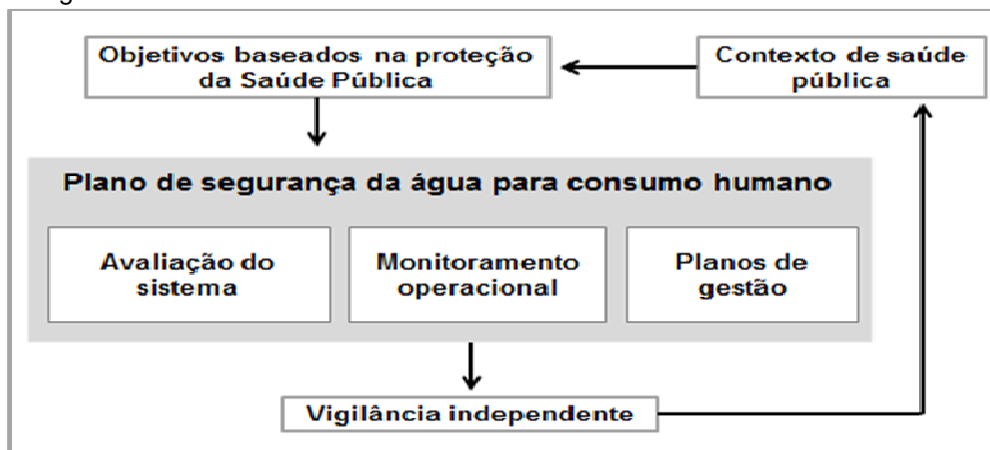 Objetivos baseados na proteção
da Saúde Pública
Contexto de saúde
pública
Plano de segurança da água para consumo humano
Avaliação do
sistema
Monitoramento
operacional
Planos de
gestão
Vigilância independente